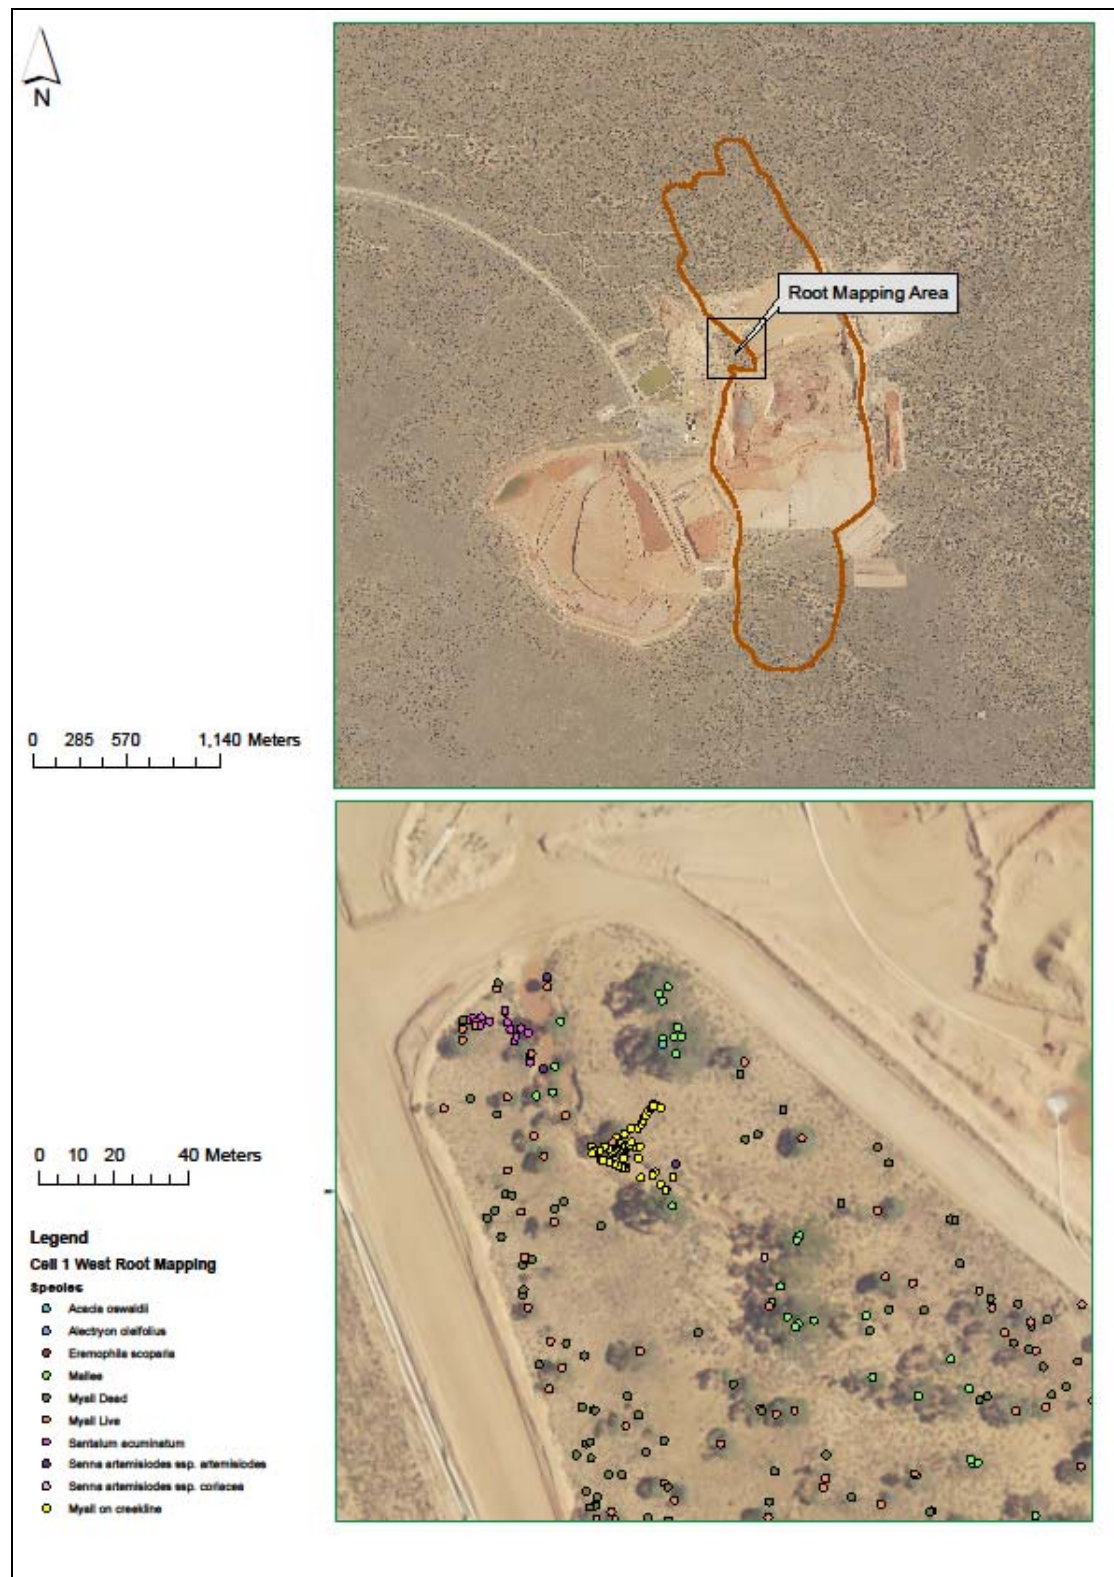 N
Root Mapping Area
0 285 570 1,140 Meters
0 10 20 40 Meters
Legend
Cell 1 West Root Mapping
Species
Acacia oswaldii
Alectryon oleifolius
Eremophila scoparia
Mallee
Myall Dead
Myall Live
Santalum acuminatum
Senna artemisiodes ssp. artemisiodes
Senna artemisiodes ssp. coriacea
Myall on creekline